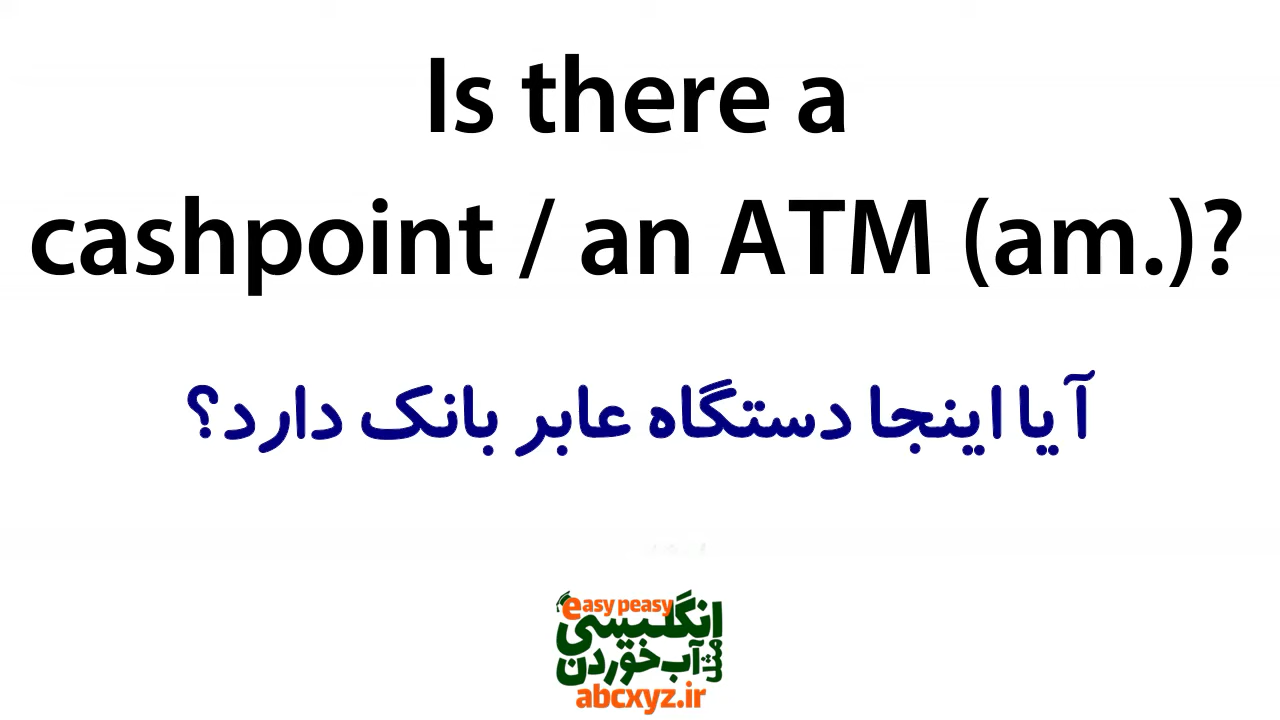 Is there a
cashpoint / an ATM (am.)?
آیا اینجا دستگاه عابر بانک دارد؟
easy peasy
انگلیسی
مثل آب خوردن
abcxyz.ir